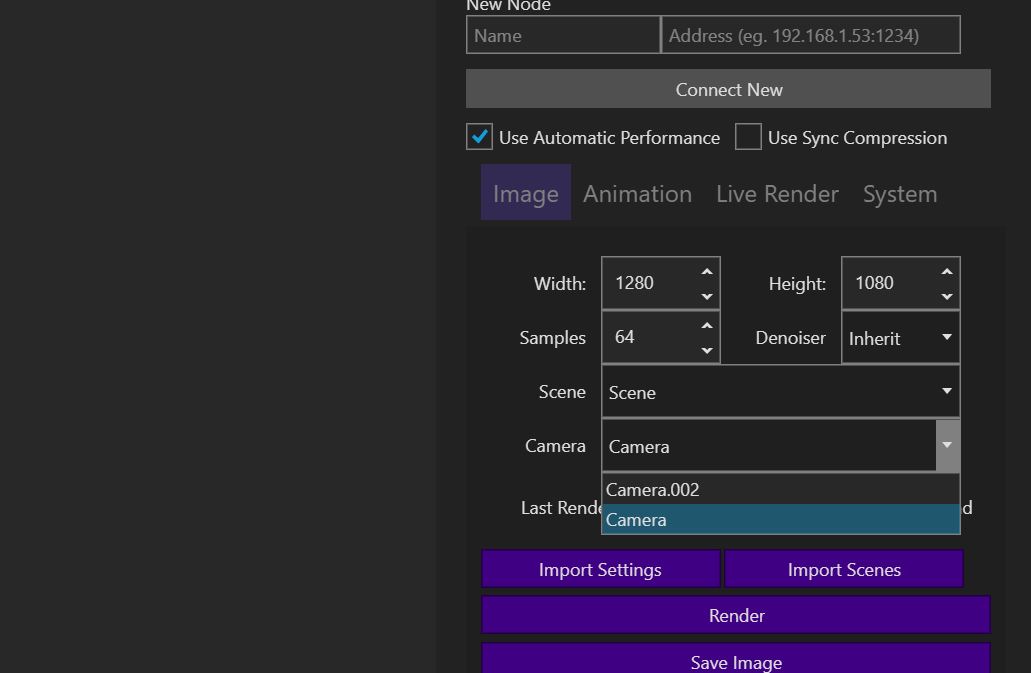 New Node
Name Address (eg. 192.168.1.53:1234)
Connect New
Use Automatic Performance Use Sync Compression
Image Animation Live Render System
Width: 1280 Height: 1080
Samples 64 Denoiser Inherit
Scene Scene
Camera Camera
Camera.002
Last Rende d
Camera
Import Settings Import Scenes
Render
Save Image